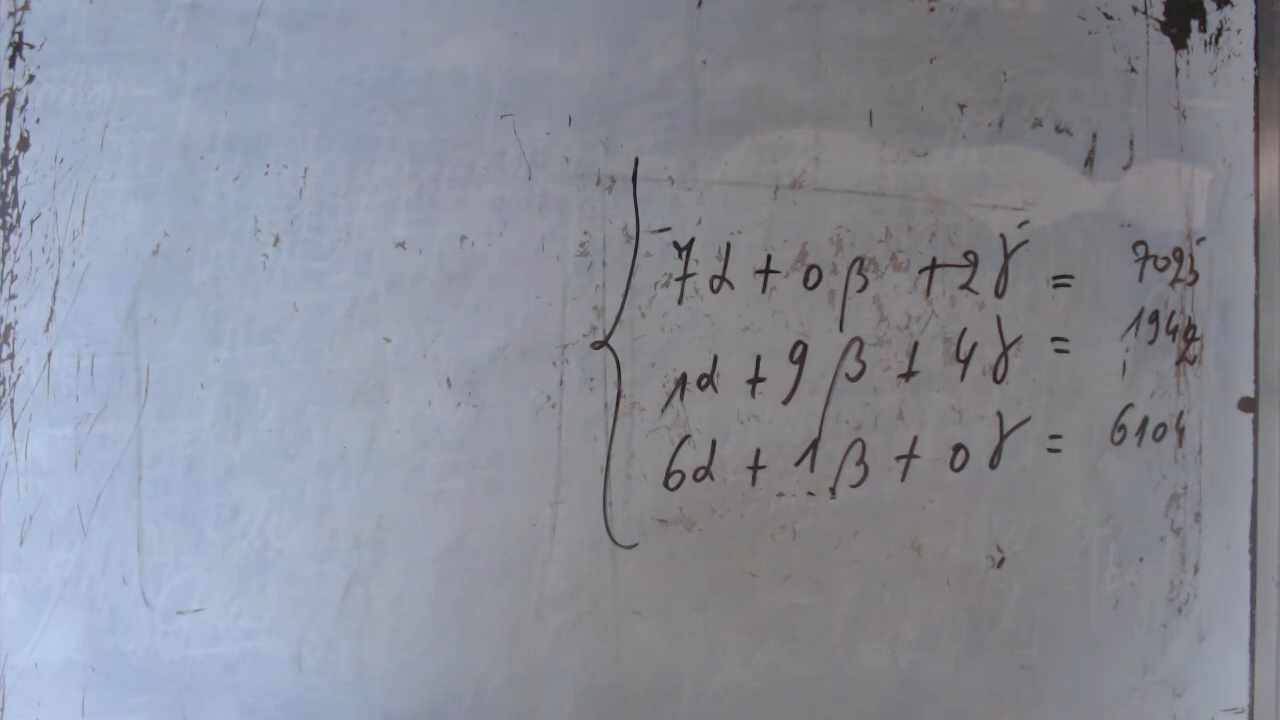 7α + 0β + 2γ = 7025
1α + 9β + 4γ = 1942
6α + 1β + 0γ = 6104